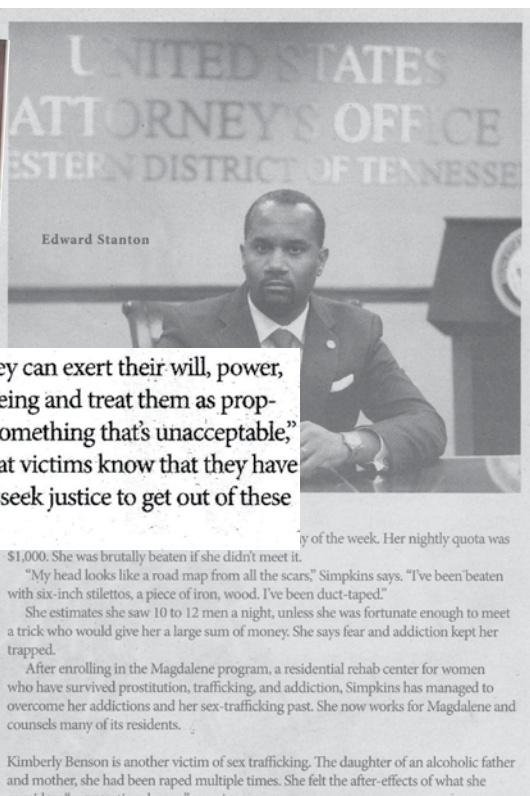 UNITED STATES
ATTORNEY'S OFFICE
ESTERN DISTRICT OF TENNESSE
Edward Stanton
ey can exert their will, power,
eing and treat them as prop-
omething that's unacceptable,”
at victims know that they have
seek justice to get out of these
y of the week. Her nightly quota was
$1,000. She was brutally beaten if she didn't meet it.
“My head looks like a road map from all the scars,” Simpkins says. “I've been beaten
with six-inch stilettos, a piece of iron, wood. I've been duct-taped.”
She estimates she saw 10 to 12 men a night, unless she was fortunate enough to meet
a trick who would give her a large sum of money. She says fear and addiction kept her
trapped.
After enrolling in the Magdalene program, a residential rehab center for women
who have survived prostitution, trafficking, and addiction, Simpkins has managed to
overcome her addictions and her sex-trafficking past. She now works for Magdalene and
counsels many of its residents.
Kimberly Benson is another victim of sex trafficking. The daughter of an alcoholic father
and mother, she had been raped multiple times. She felt the after-effects of what she